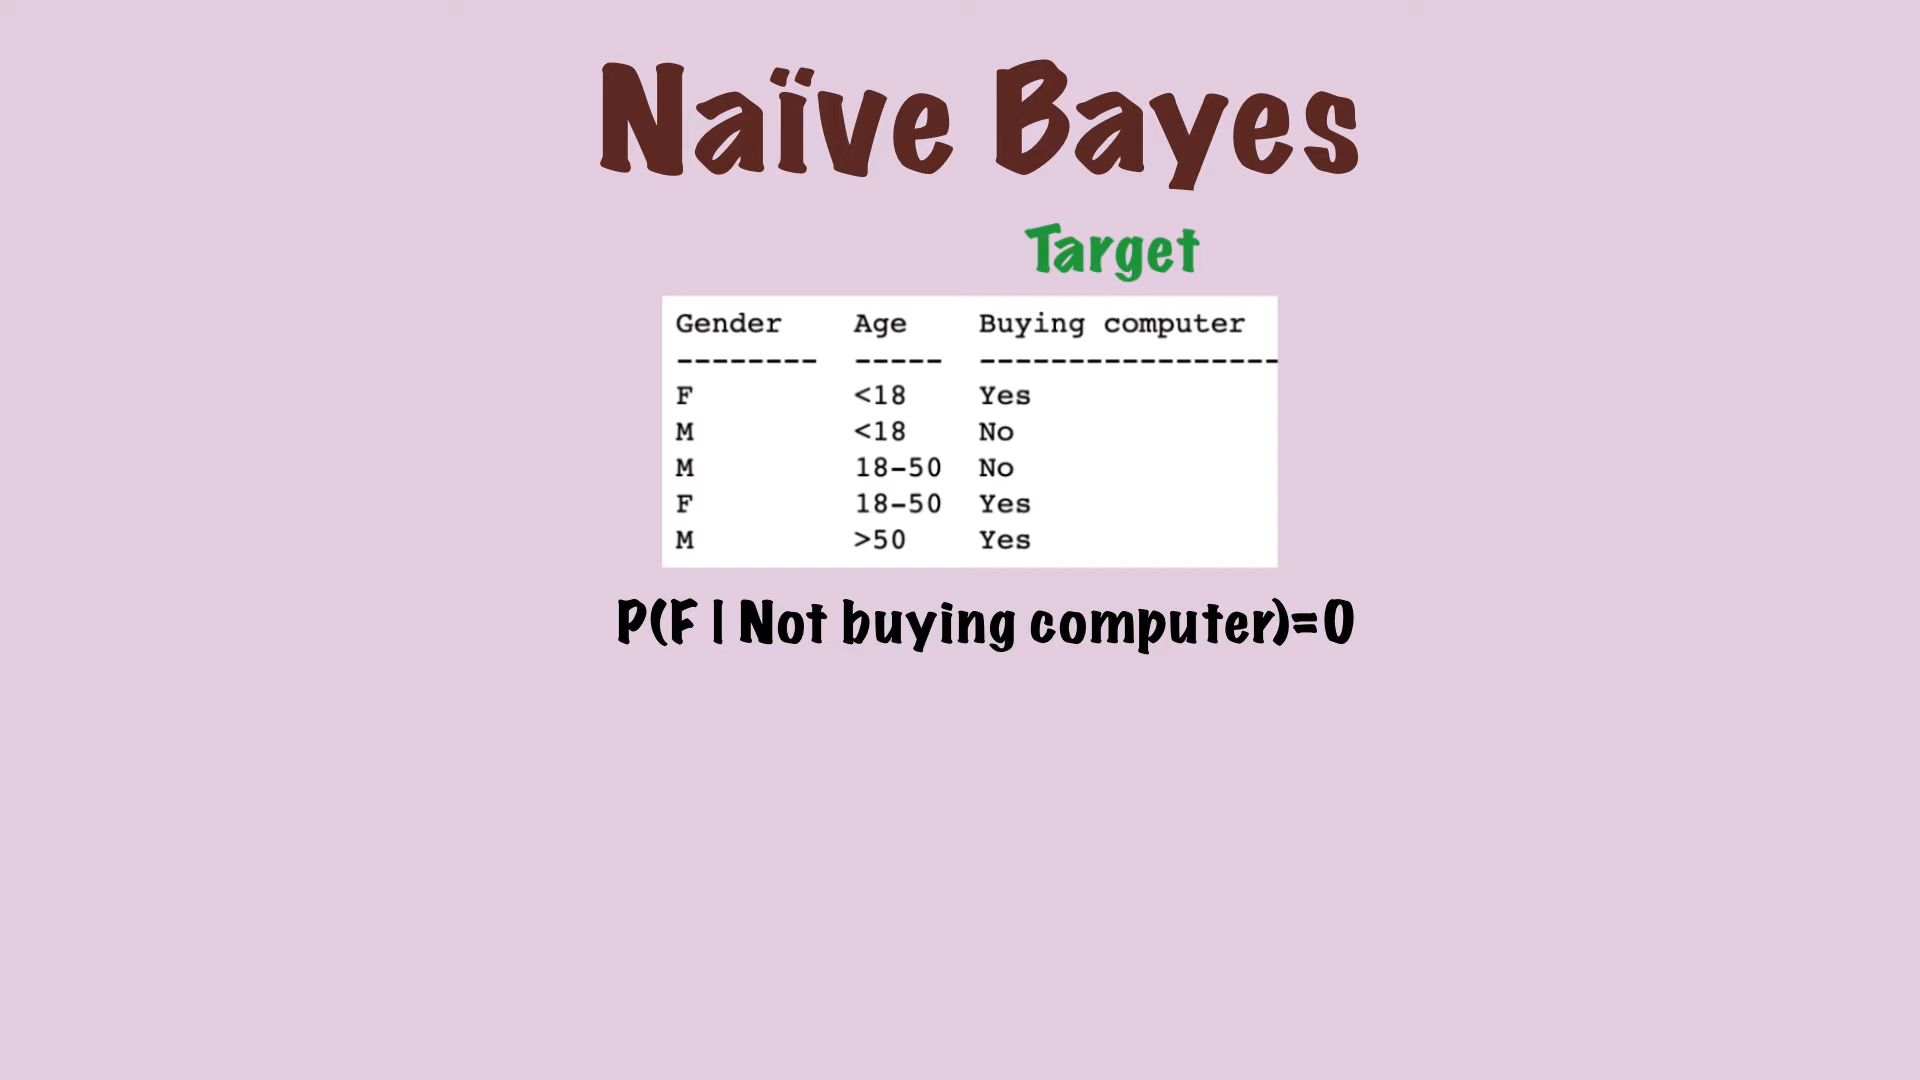 Naïve Bayes
Target
Gender Age Buying computer
-------- ----- -----------------
F <18 Yes
M <18 No
M 18-50 No
F 18-50 Yes
M >50 Yes
P(F | Not buying computer)=0